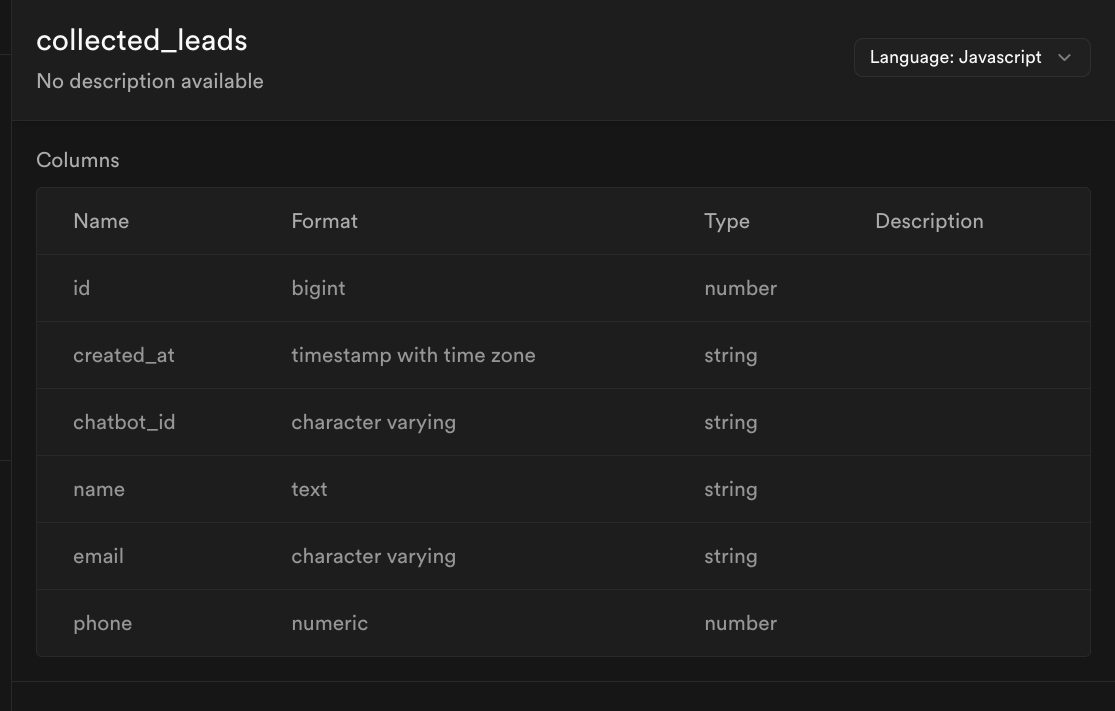 collected_leads
No description available
Language: Javascript
Columns
Name Format Type Description
id bigint number
created_at timestamp with time zone string
chatbot_id character varying string
name text string
email character varying string
phone numeric number